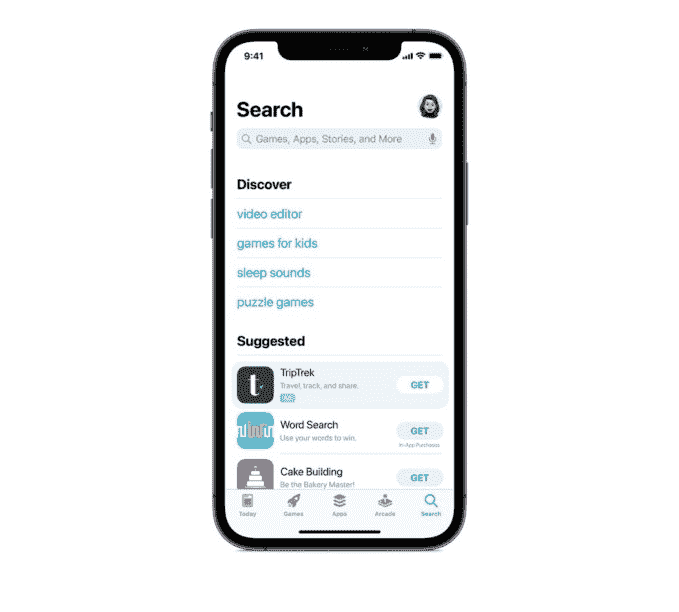 9:41
Search
Games, Apps, Stories, and More
Discover
video editor
games for kids
sleep sounds
puzzle games
Suggested
TripTrek
Travel, track, and share.
GET
Word Search
Use your words to win.
GET
In-App Purchases
Cake Building
Be the Bakery Master!
GET
Today
Games
Apps
Arcade
Search